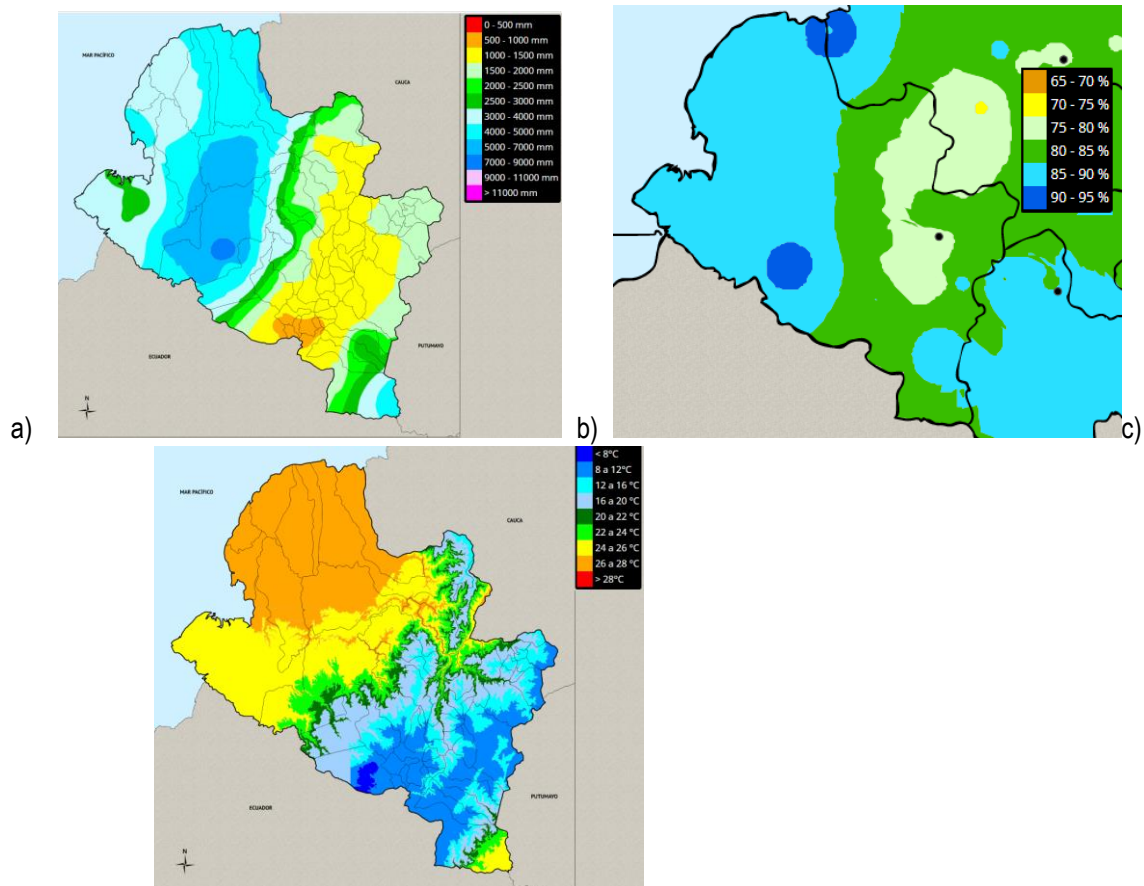 MAR PACÍFICO
CAUCA
0 - 500 mm
500 - 1000 mm
1000 - 1500 mm
1500 - 2000 mm
2000 - 2500 mm
2500 - 3000 mm
3000 - 4000 mm
4000 - 5000 mm
5000 - 7000 mm
7000 - 9000 mm
9000 - 11000 mm
> 11000 mm
ECUADOR
PUTUMAYO
N
65 - 70 %
70 - 75 %
75 - 80 %
80 - 85 %
85 - 90 %
90 - 95 %
a)
b)
c)
MAR PACÍFICO
CAUCA
< 8°C
8 a 12°C
12 a 16 °C
16 a 20 °C
20 a 22 °C
22 a 24 °C
24 a 26 °C
26 a 28 °C
> 28°C
ECUADOR
PUTUMAYO
N